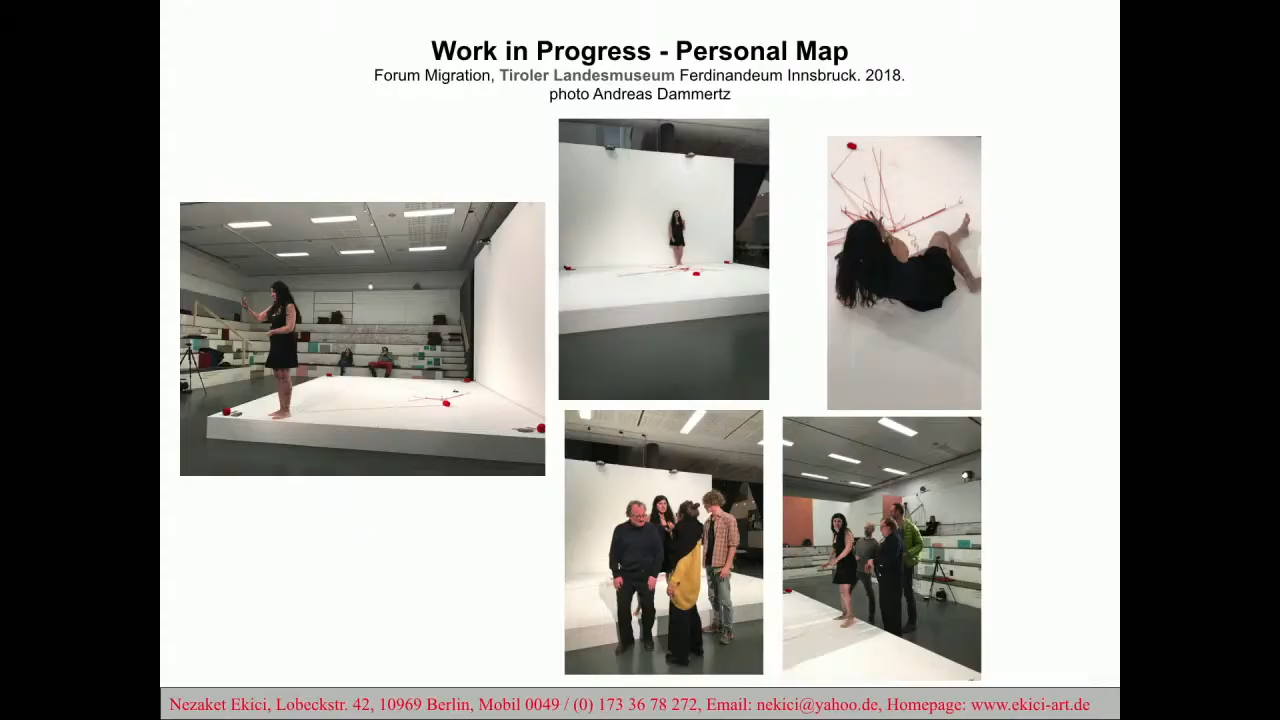 Work in Progress - Personal Map
Forum Migration, Tiroler Landesmuseum Ferdinandeum Innsbruck. 2018.
photo Andreas Dammertz
Nezaket Ekici, Lobeckstr. 42, 10969 Berlin, Mobil 0049 / (0) 173 36 78 272, Email: nekici@yahoo.de, Homepage: www.ekici-art.de